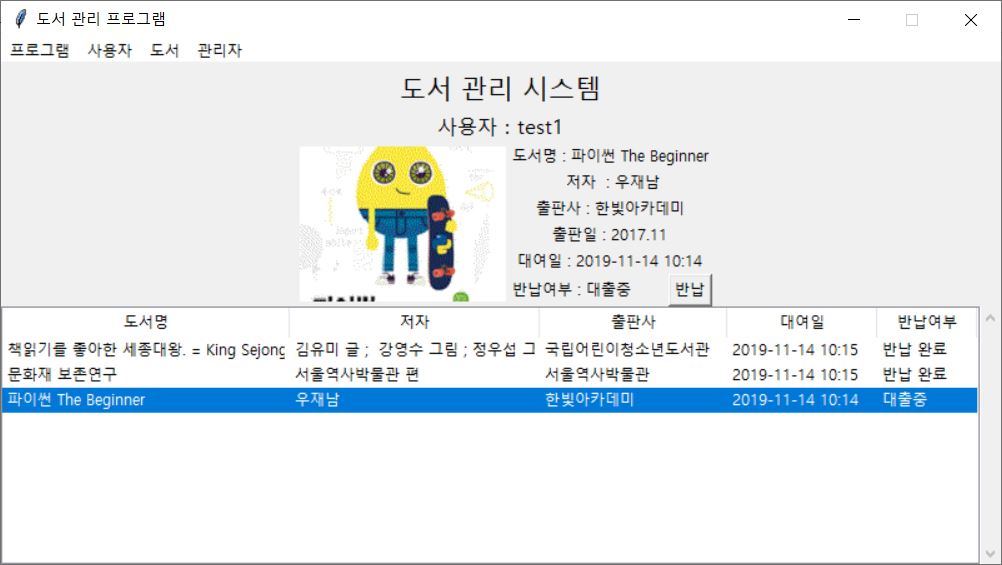 도서 관리 프로그램
프로그램 사용자 도서 관리자
도서 관리 시스템
사용자 : test1
도서명 : 파이썬 The Beginner
저자 : 우재남
출판사 : 한빛아카데미
출판일 : 2017.11
대여일 : 2019-11-14 10:14
반납여부 : 대출중 반납
도서명 저자 출판사 대여일 반납여부
책읽기를 좋아한 세종대왕. = King Sejong 김유미 글 ; 강영수 그림 ; 정우섭 그 국립어린이청소년도서관 2019-11-14 10:15 반납 완료
문화재 보존연구 서울역사박물관 편 서울역사박물관 2019-11-14 10:15 반납 완료
파이썬 The Beginner 우재남 한빛아카데미 2019-11-14 10:14 대출중